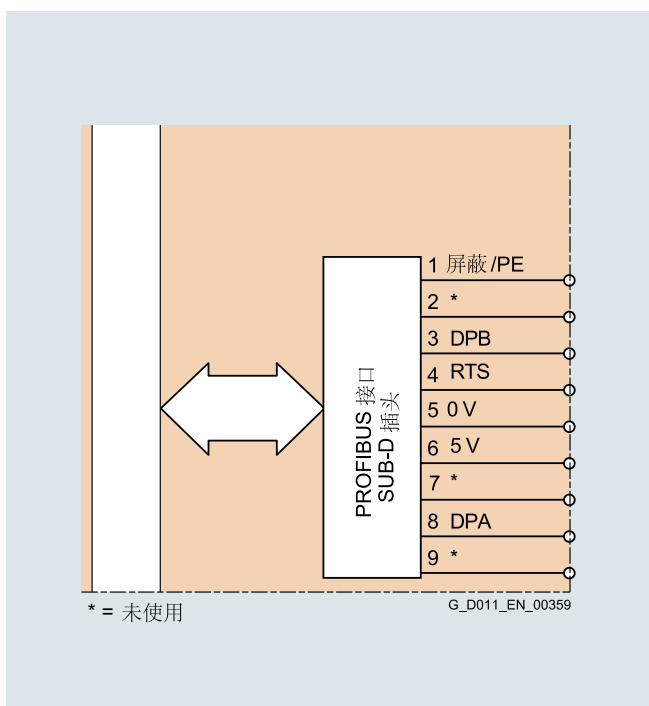 1 屏蔽/PE
2 *
3 DPB
4 RTS
5 0 V
6 5 V
7 *
8 DPA
9 *
PROFIBUS 接口
SUB-D 插头
* = 未使用
G_D011_EN_00359